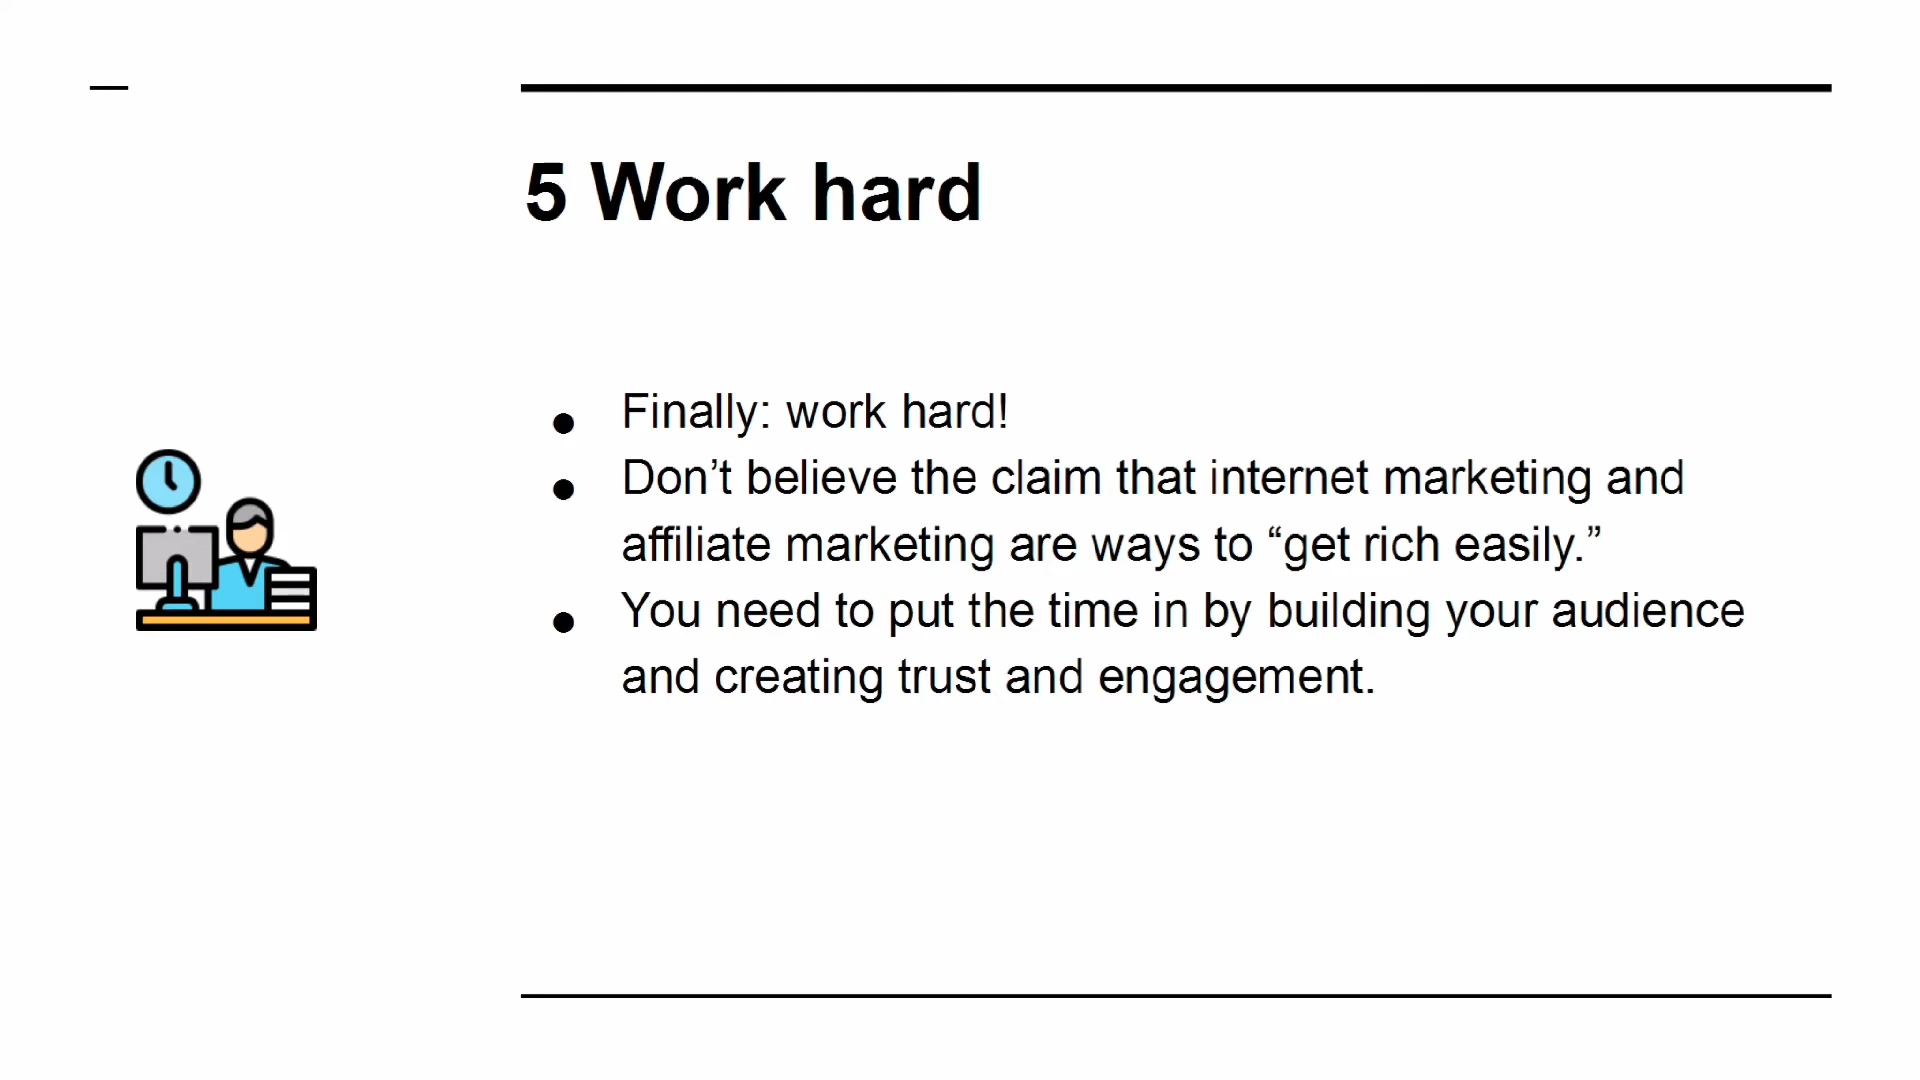 5 Work hard
Finally: work hard!
Don’t believe the claim that internet marketing and
affiliate marketing are ways to “get rich easily.”
You need to put the time in by building your audience
and creating trust and engagement.